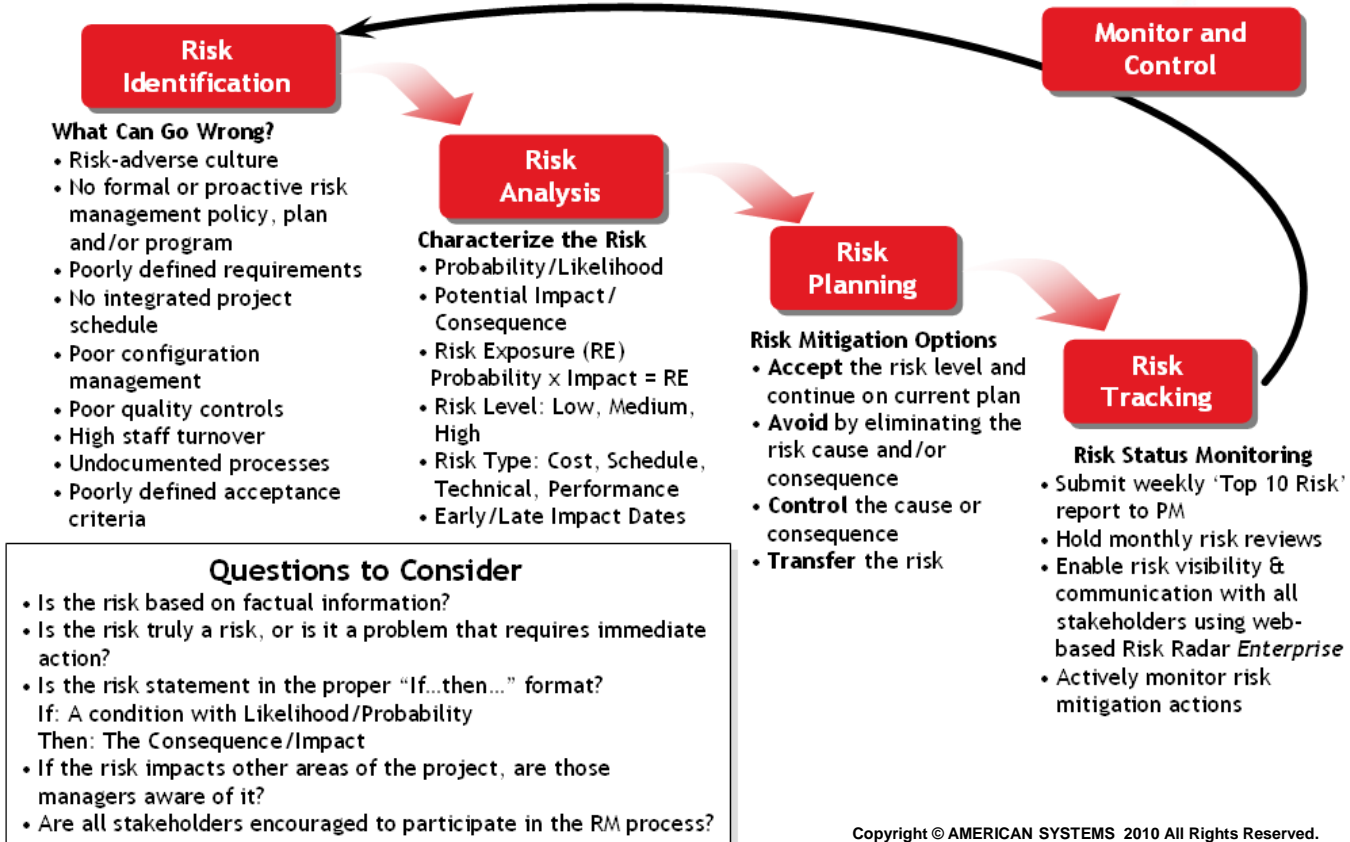 Risk
Identification
What Can Go Wrong?
• Risk-adverse culture
• No formal or proactive risk
management policy, plan
and/or program
• Poorly defined requirements
• No integrated project
schedule
• Poor configuration
management
• Poor quality controls
• High staff turnover
• Undocumented processes
• Poorly defined acceptance
criteria
Risk
Analysis
Characterize the Risk
• Probability/Likelihood
• Potential Impact/
Consequence
• Risk Exposure (RE)
Probability x Impact = RE
• Risk Level: Low, Medium,
High
• Risk Type: Cost, Schedule,
Technical, Performance
• Early/Late Impact Dates
Risk
Planning
Risk Mitigation Options
• Accept the risk level and
continue on current plan
• Avoid by eliminating the
risk cause and/or
consequence
• Control the cause or
consequence
• Transfer the risk
Monitor and
Control
Risk
Tracking
Risk Status Monitoring
• Submit weekly ‘Top 10 Risk’
report to PM
• Hold monthly risk reviews
• Enable risk visibility &
communication with all
stakeholders using web-
based Risk Radar Enterprise
• Actively monitor risk
mitigation actions
Questions to Consider
• Is the risk based on factual information?
• Is the risk truly a risk, or is it a problem that requires immediate
action?
• Is the risk statement in the proper “If…then…” format?
If: A condition with Likelihood/Probability
Then: The Consequence/Impact
• If the risk impacts other areas of the project, are those
managers aware of it?
• Are all stakeholders encouraged to participate in the RM process?
Copyright © AMERICAN SYSTEMS 2010 All Rights Reserved.